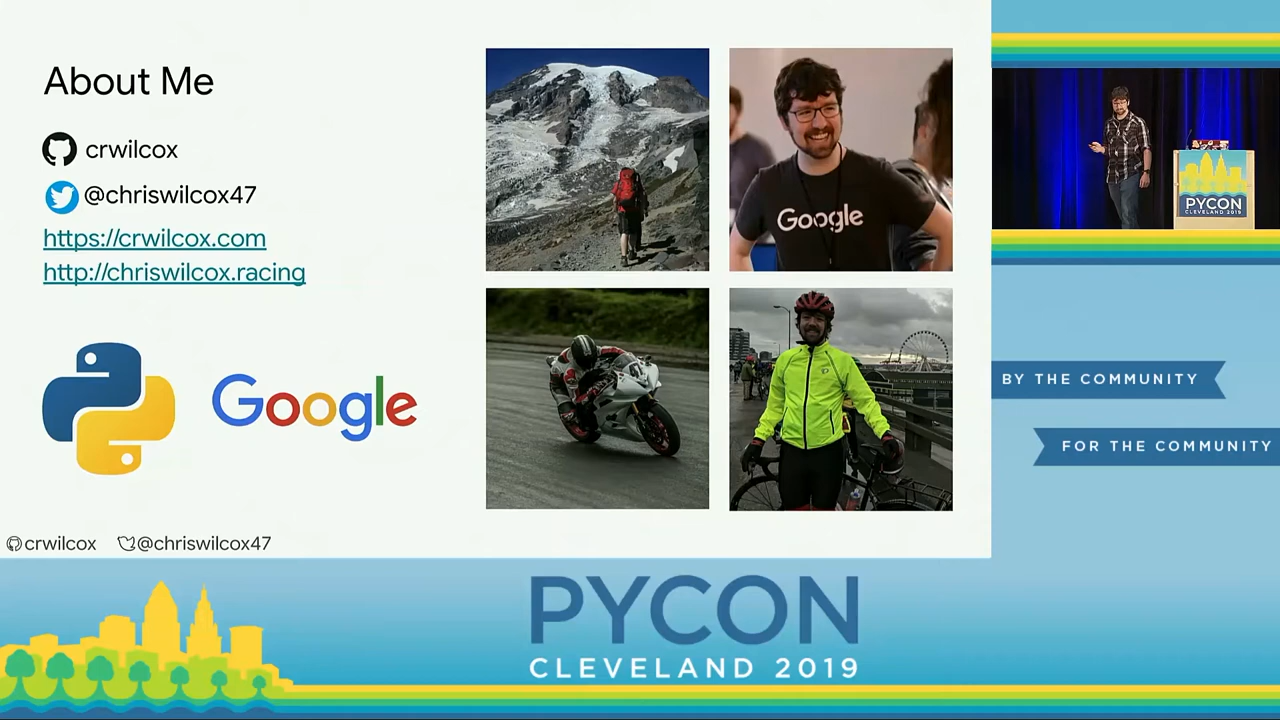 About Me
crwilcox
@chriswilcox47
https://crwilcox.com
http://chriswilcox.racing
Google
Google
crwilcox @chriswilcox47
PYCON
CLEVELAND 2019
BY THE COMMUNITY
FOR THE COMMUNITY
PYCON
CLEVELAND 2019